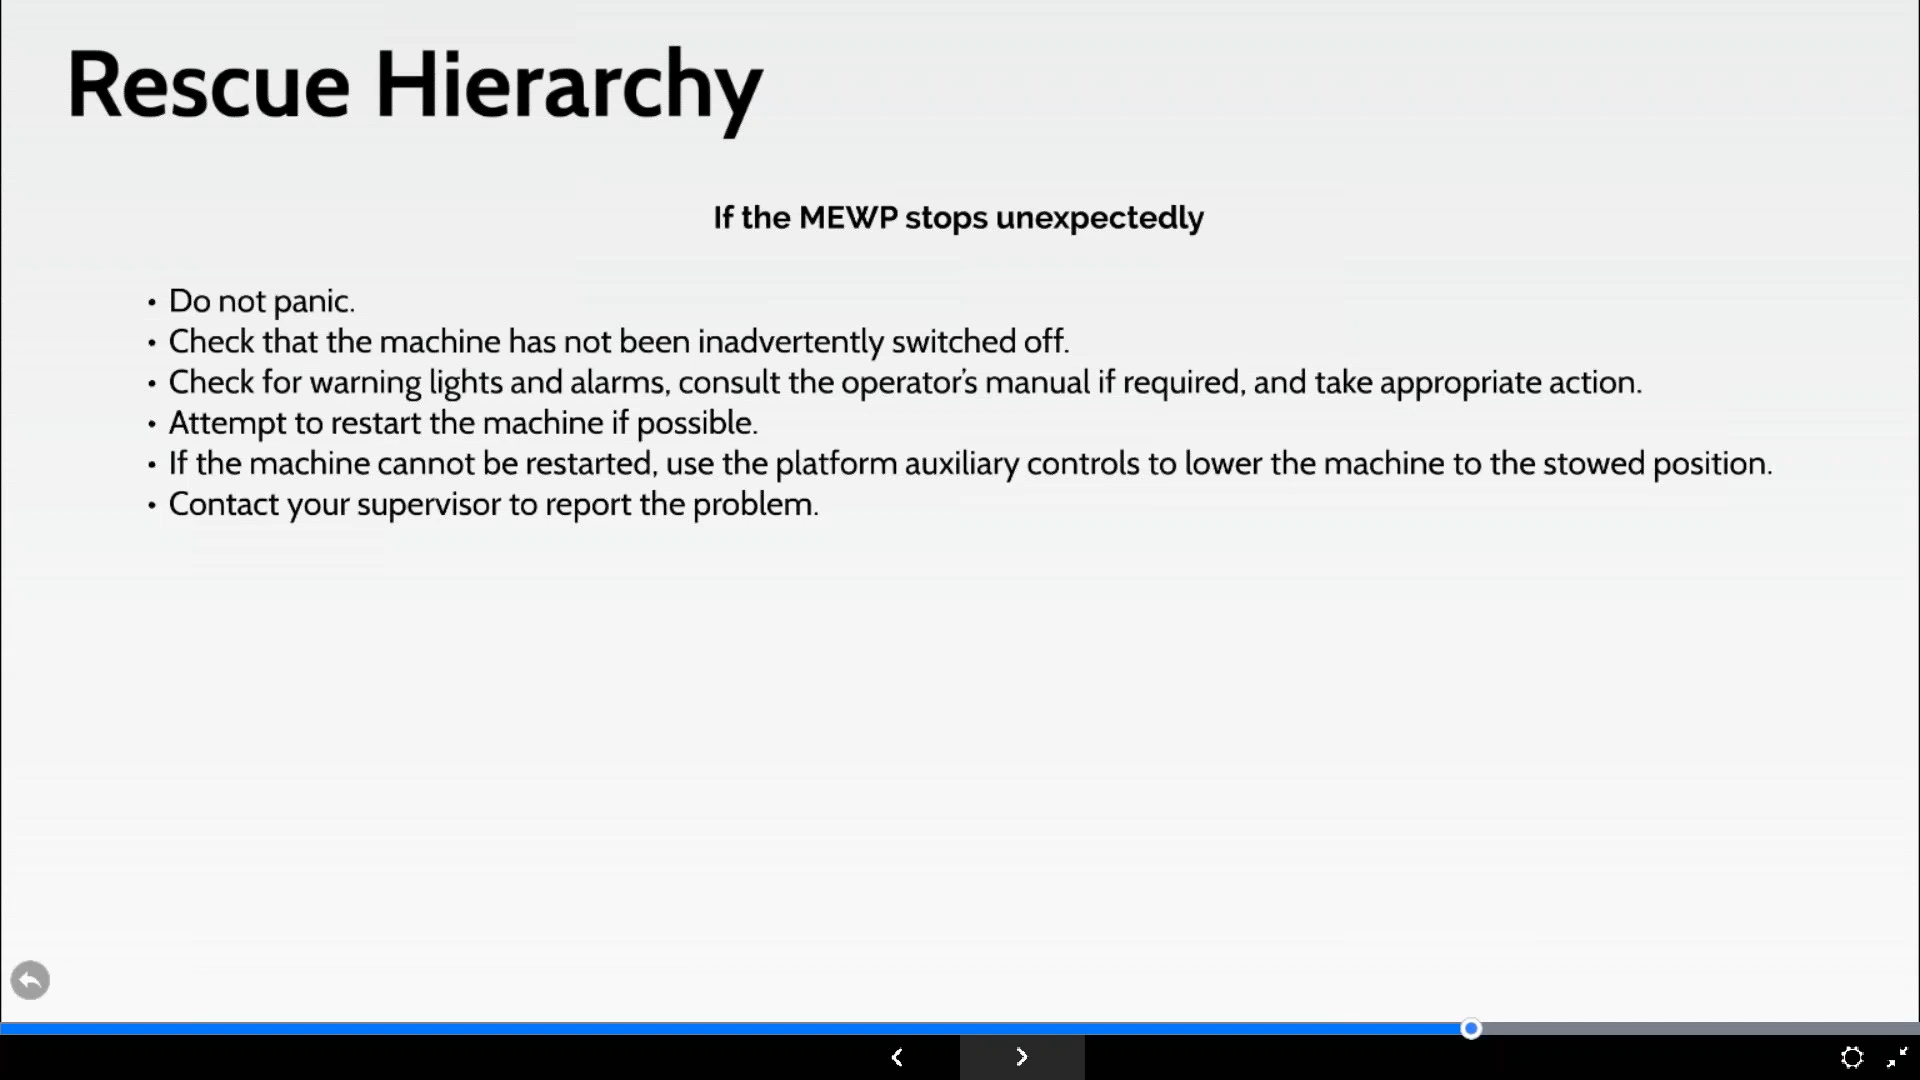 Rescue Hierarchy
If the MEWP stops unexpectedly
• Do not panic.
• Check that the machine has not been inadvertently switched off.
• Check for warning lights and alarms, consult the operator's manual if required, and take appropriate action.
• Attempt to restart the machine if possible.
• If the machine cannot be restarted, use the platform auxiliary controls to lower the machine to the stowed position.
• Contact your supervisor to report the problem.